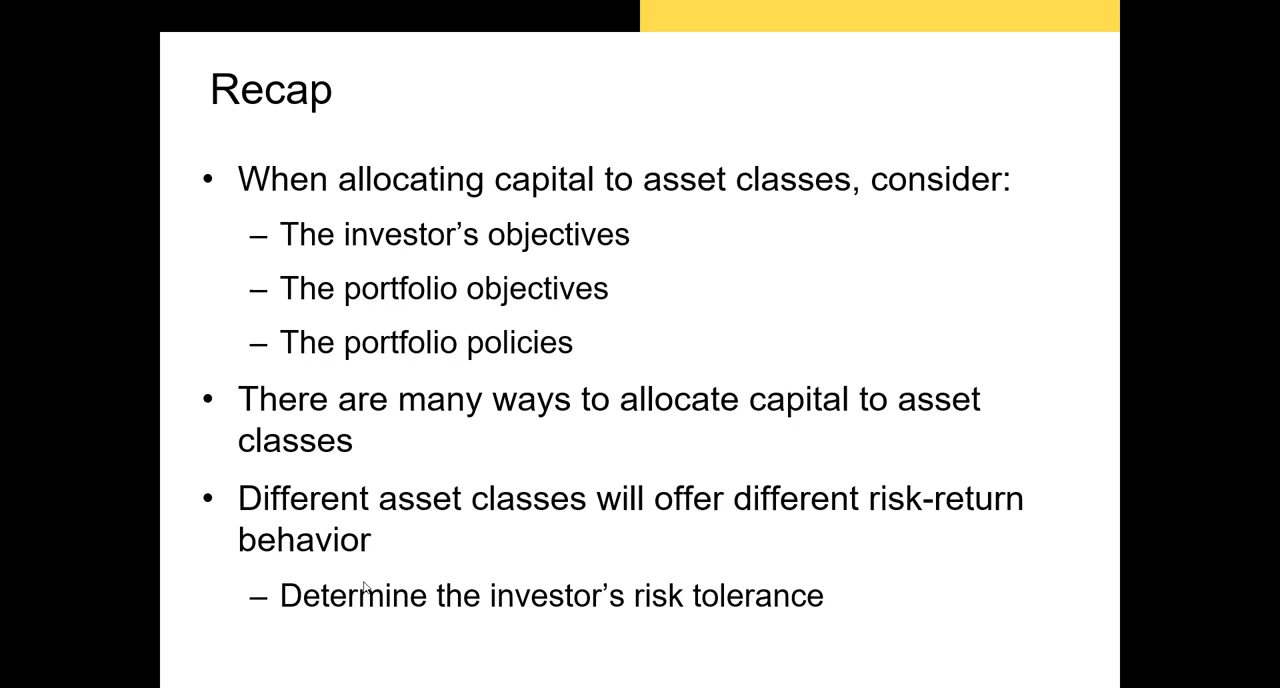 Recap
• When allocating capital to asset classes, consider:
– The investor’s objectives
– The portfolio objectives
– The portfolio policies
• There are many ways to allocate capital to asset
classes
• Different asset classes will offer different risk-return
behavior
– Determine the investor’s risk tolerance